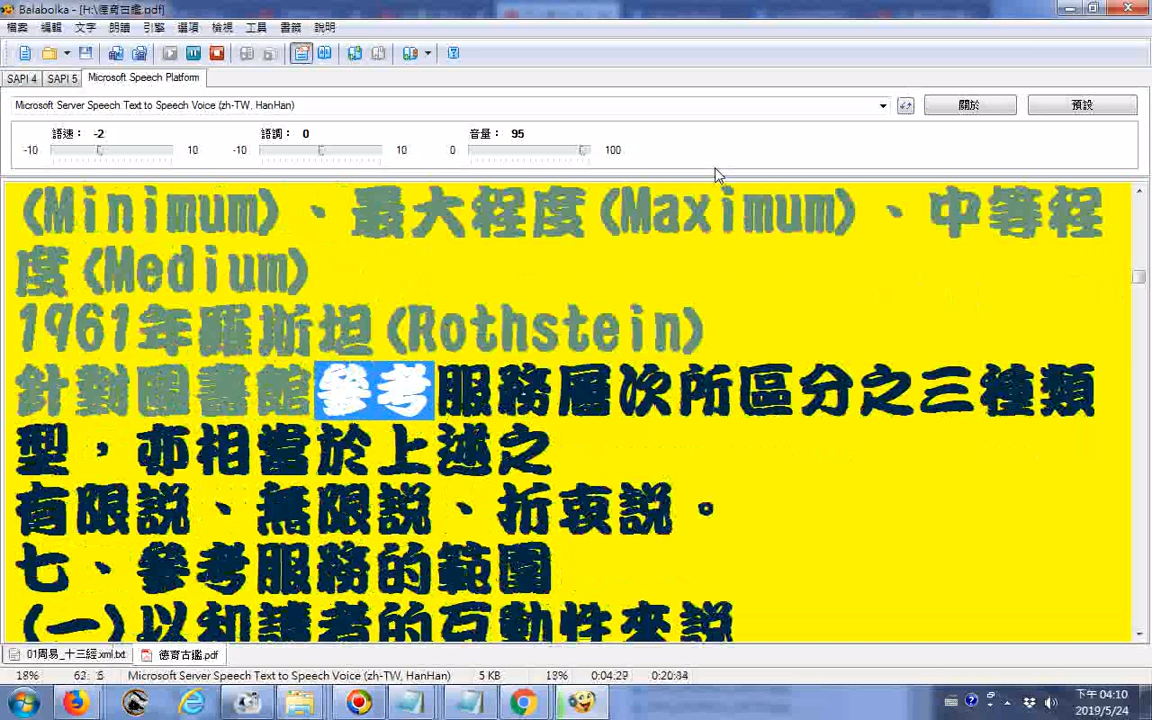 Balabolka - [H:\德育古鑑.pdf]
檔案 編輯 文字 朗讀 引擎 選項 檢視 工具 書籤 說明
SAPI 4 SAPI 5 Microsoft Speech Platform
Microsoft Server Speech Text to Speech Voice (zh-TW, HanHan) 關於 預設
語速： -2 語調： 0 音量： 95
-10 10 -10 10 0 100
(Minimum)、最大程度(Maximum)、中等程
度(Medium)
1961年羅斯坦(Rothstein)
針對圖書館參考服務層次所區分之三種類
型，亦相當於上述之
有限説、無限説、折衷説。
七、參考服務的範圍
(一)以和讀者的互動性來説
01周易_十三經.xml.txt 德育古鑑.pdf
18% 62: 5 Microsoft Server Speech Text to Speech Voice (zh-TW, HanHan) 5 KB 18% 0:04:29 0:20:34
下午 04:10
2019/5/24